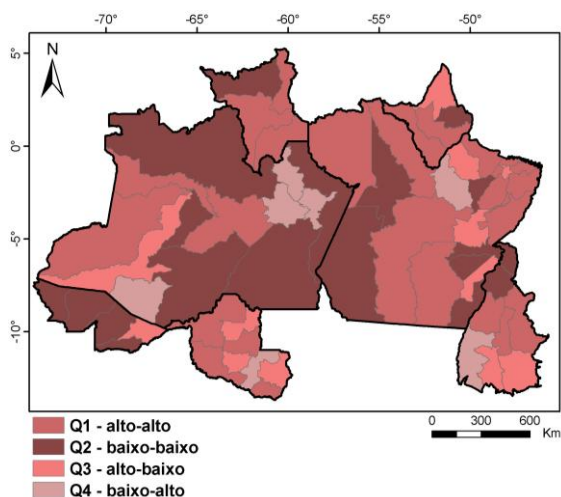 -70° -65° -60° -55° -50°
N
5°
0°
-5°
-10°
Q1 - alto-alto
Q2 - baixo-baixo
Q3 - alto-baixo
Q4 - baixo-alto
0 300 600
Km